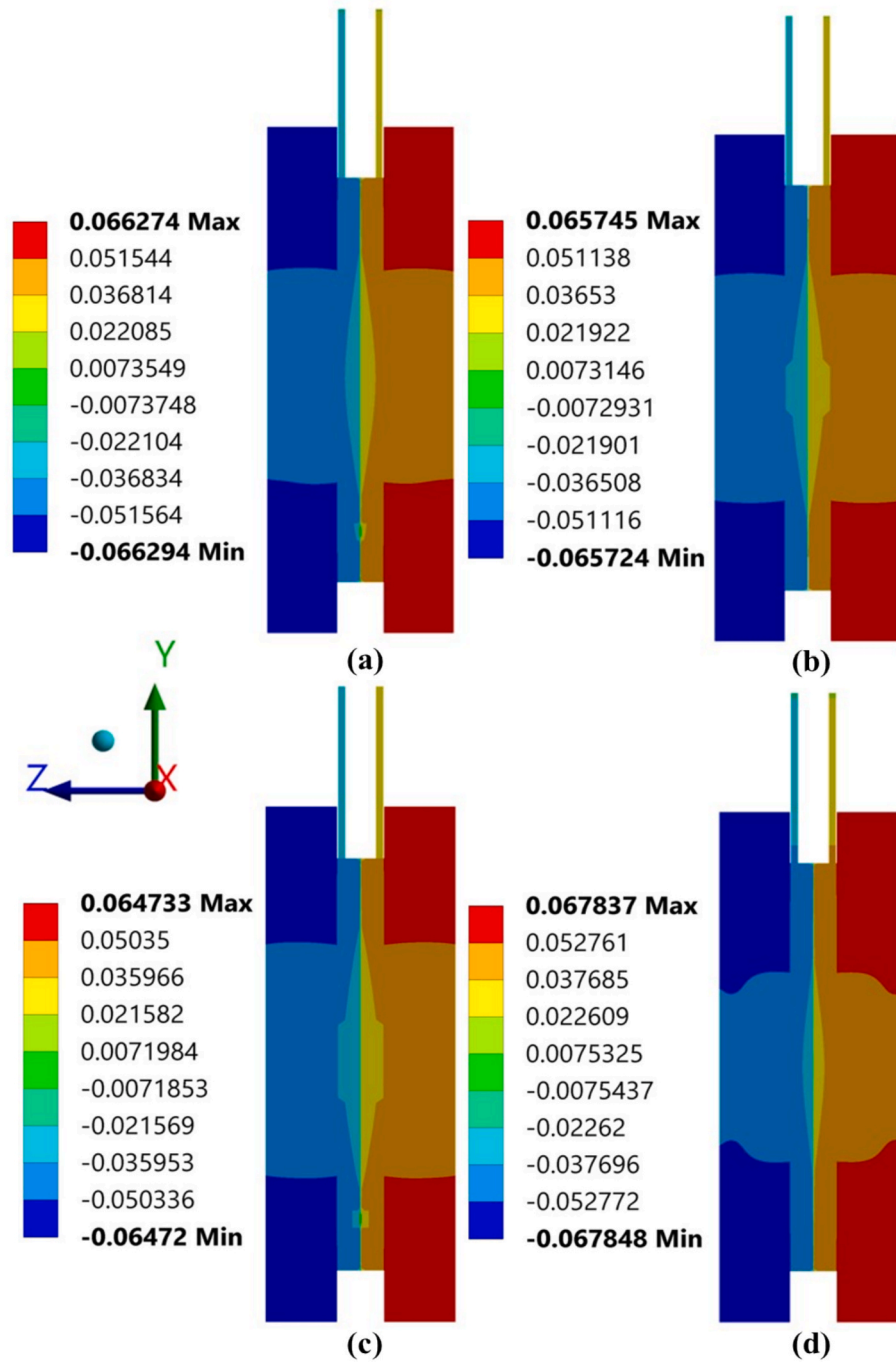 0.066274 Max
0.051544
0.036814
0.022085
0.0073549
-0.0073748
-0.022104
-0.036834
-0.051564
-0.066294 Min
(a)
0.065745 Max
0.051138
0.03653
0.021922
0.0073146
-0.0072931
-0.021901
-0.036508
-0.051116
-0.065724 Min
(b)
Y
Z
X
0.064733 Max
0.05035
0.035966
0.021582
0.0071984
-0.0071853
-0.021569
-0.035953
-0.050336
-0.06472 Min
(c)
0.067837 Max
0.052761
0.037685
0.022609
0.0075325
-0.0075437
-0.02262
-0.037696
-0.052772
-0.067848 Min
(d)